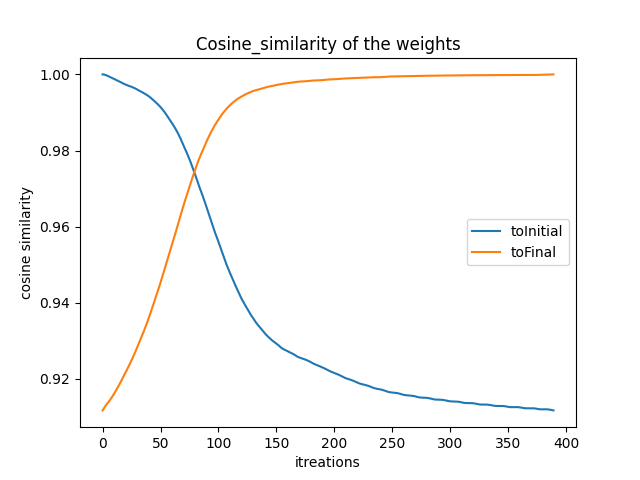 Cosine_similarity of the weights
1.00
0.98
0.96
0.94
0.92
cosine similarity
toInitial
toFinal
0 50 100 150 200 250 300 350 400
itreations